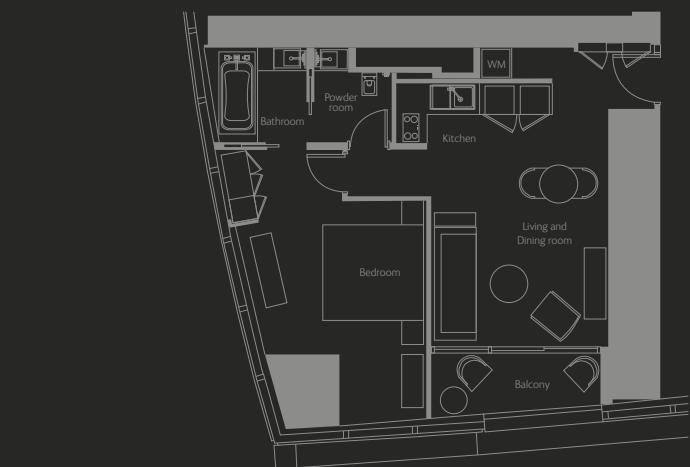 WM
Powder
room
Bathroom
Kitchen
Living and
Dining room
Bedroom
Balcony